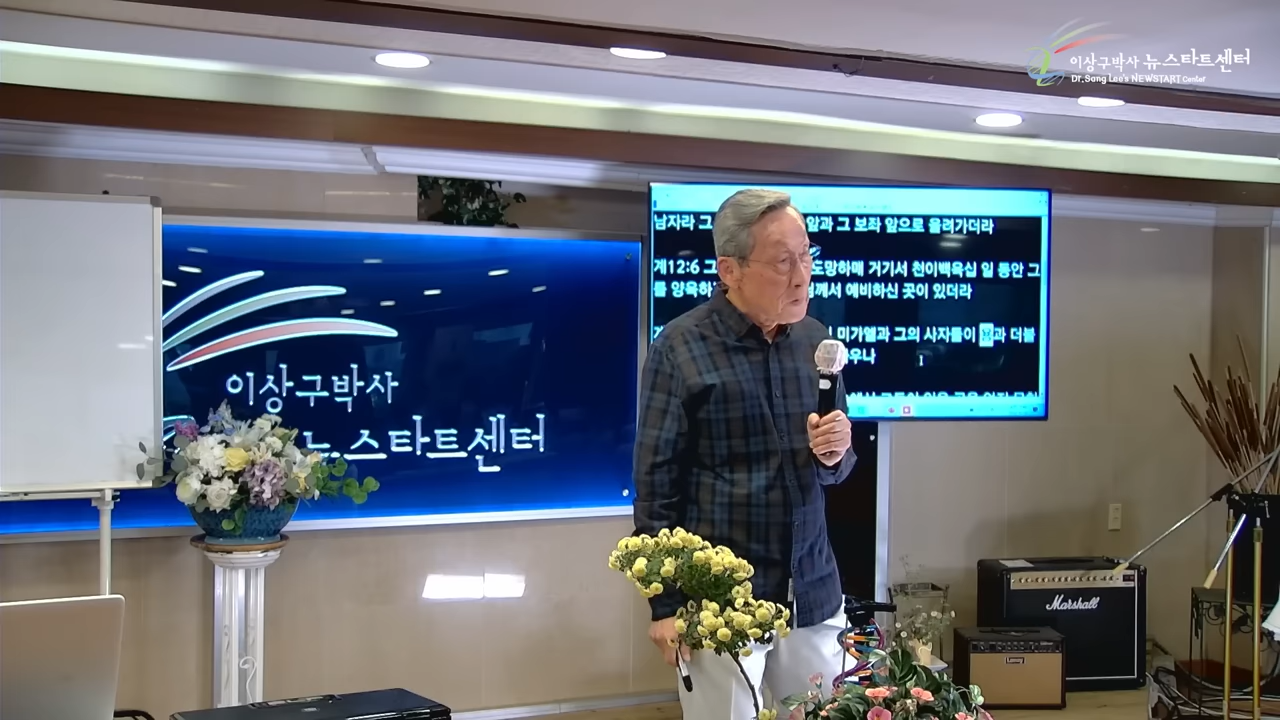 이상구박사 뉴스타트센터
Dr. Sang Lee's NEWSTART Center
남자라 그 앞과 그 보좌 앞으로 올려가더라
계12:6 그 도망하매 거기서 천이백육십 일 동안 그
를 양육하 께서 예비하신 곳이 있더라
미가엘과 그의 사자들이 과 더불
우나
이상구박사
뉴스타트센터
Marshall
Laney